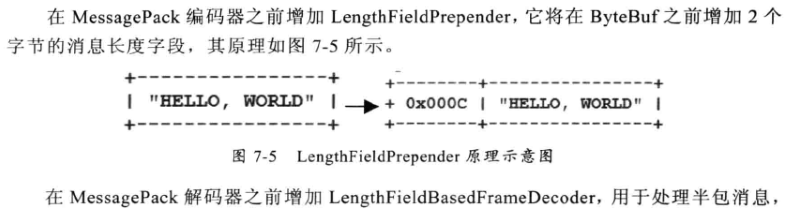 在 MessagePack 编码器之前增加 LengthFieldPrepender，它将在 ByteBuf 之前增加 2 个
字节的消息长度字段，其原理如图 7-5 所示。
+----------------+ +--------+----------------+
| "HELLO, WORLD" | → + 0x000C | "HELLO, WORLD" |
+----------------+ +--------+----------------+
图 7-5 LengthFieldPrepender 原理示意图
在 MessagePack 解码器之前增加 LengthFieldBasedFrameDecoder，用于处理半包消息，